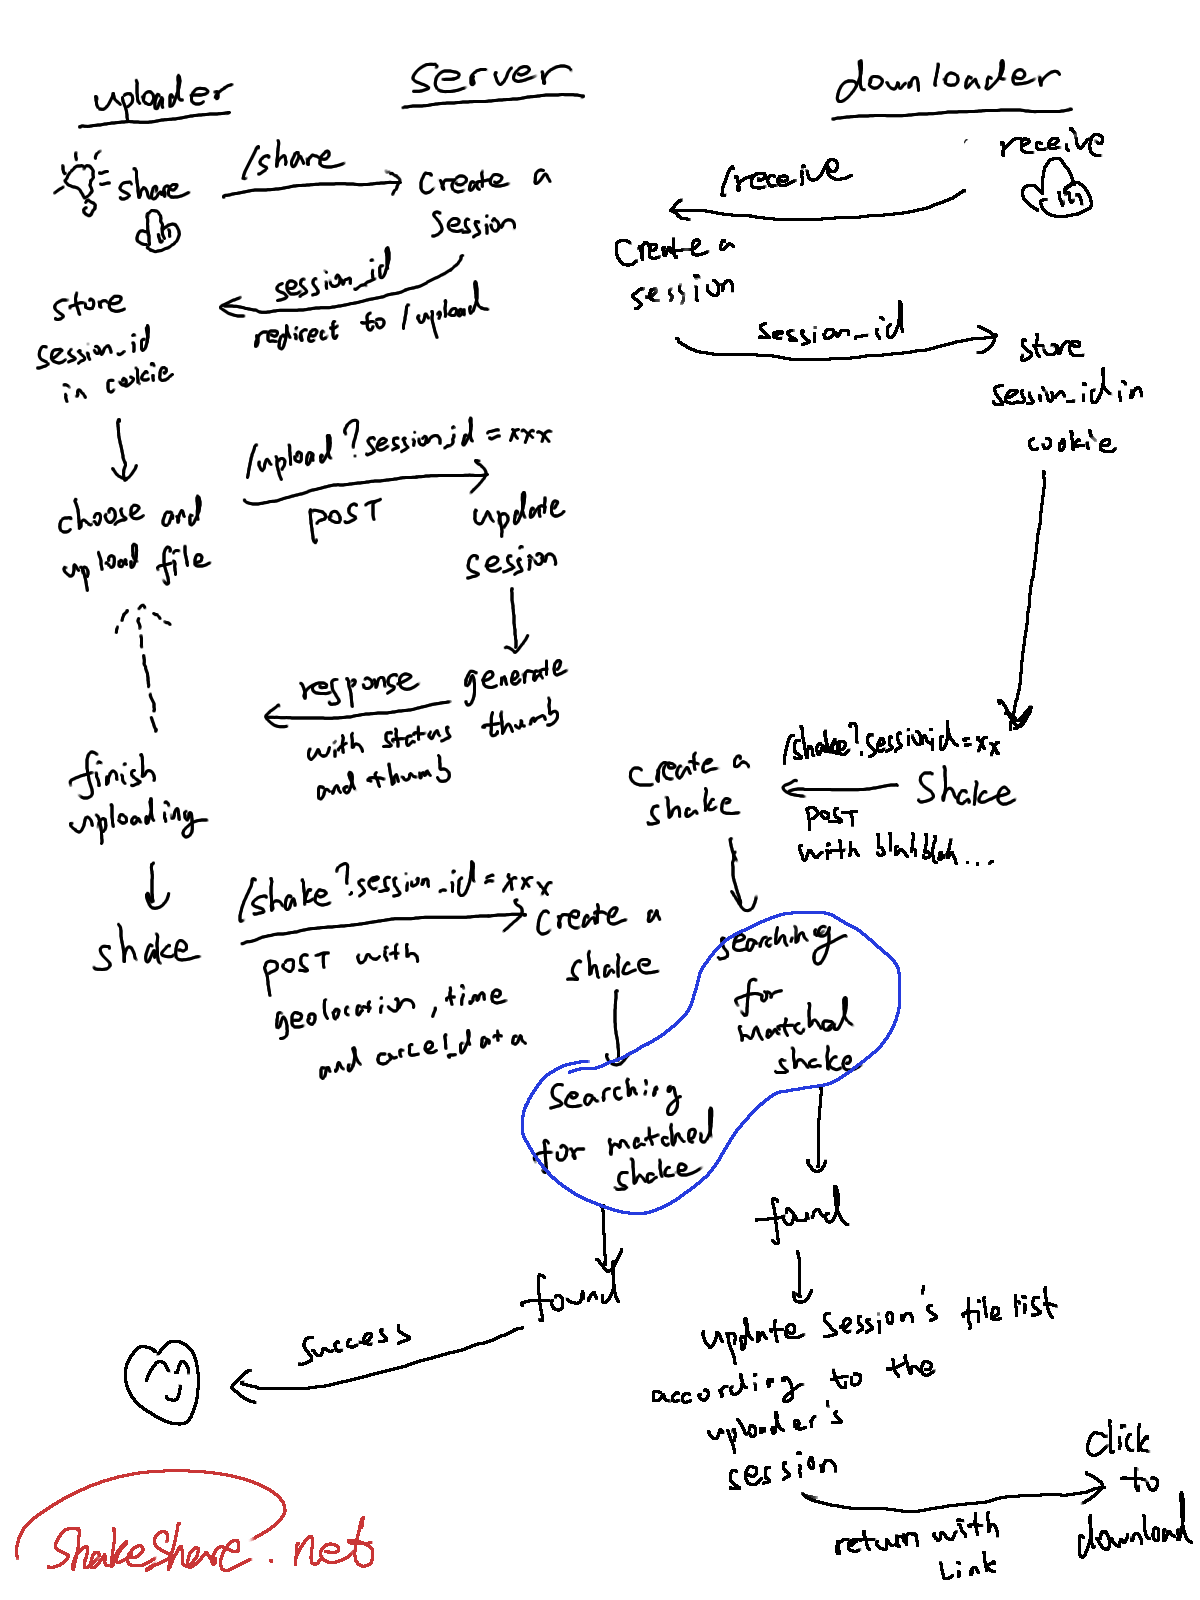 uploader
server
downloader
share
/share
Create a
session
/receive
receive
session_id
redirect to /upload
store
session_id
in cookie
Create a
session
session_id
store
session_id in
cookie
choose and
upload file
/upload?session_id=xxx
POST
update
session
generate
thumb
response
with status
and thumb
finish
uploading
shake
/shake?session_id=xxx
POST with
geolocation, time
and accel_data
Create a
shake
searching
for matched
shake
found
success
/shake?sessionid=xx
Shake
POST
with blahblah...
Create a
shake
searching
for
matched
shake
found
update session's file list
according to the
uploader's
session
return with
Link
Click
to
download
ShakeShare.net